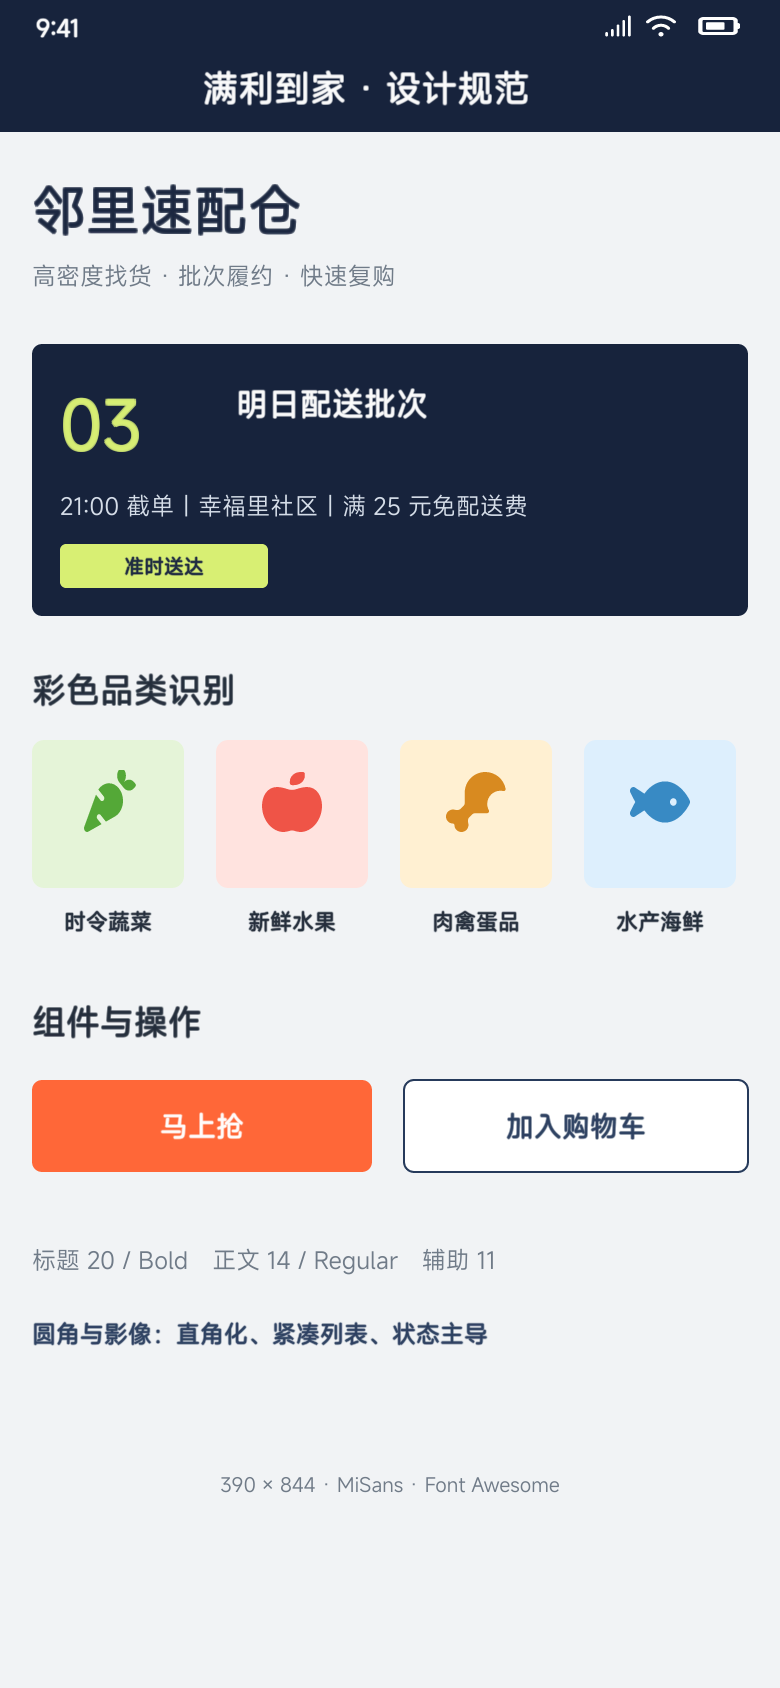 9:41
满利到家 · 设计规范
邻里速配仓
高密度找货 · 批次履约 · 快速复购
03
明日配送批次
21:00 截单丨幸福里社区丨满 25 元免配送费
准时送达
彩色品类识别
时令蔬菜
新鲜水果
肉禽蛋品
水产海鲜
组件与操作
马上抢
加入购物车
标题 20 / Bold　正文 14 / Regular　辅助 11
圆角与影像：直角化、紧凑列表、状态主导
390 × 844 · MiSans · Font Awesome